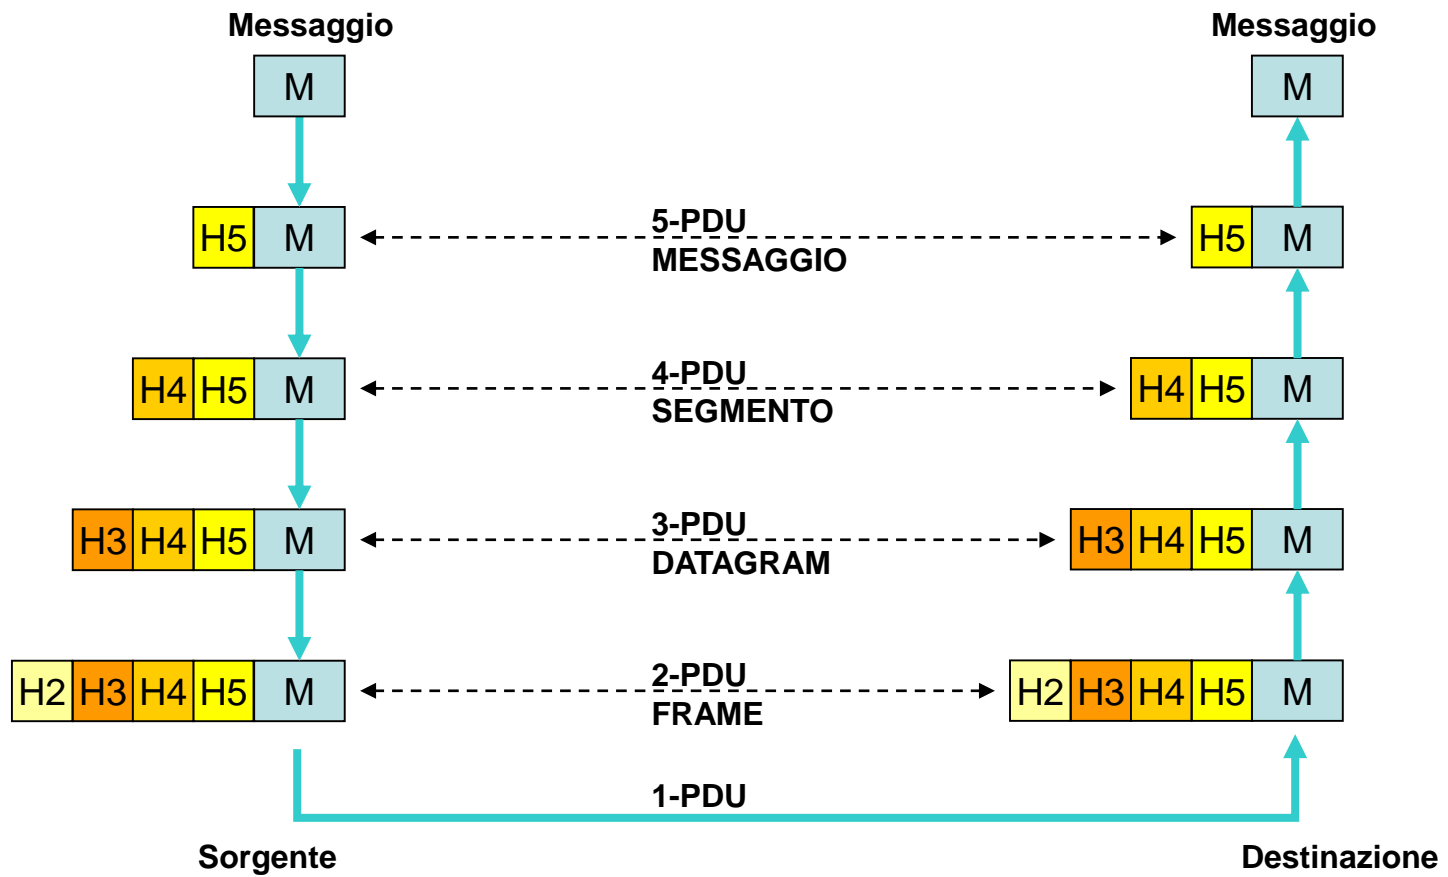 Messaggio Messaggio
M M
H5 M 5-PDU H5 M
MESSAGGIO
H4 H5 M 4-PDU H4 H5 M
SEGMENTO
H3 H4 H5 M 3-PDU H3 H4 H5 M
DATAGRAM
H2 H3 H4 H5 M 2-PDU H2 H3 H4 H5 M
FRAME
1-PDU
Sorgente Destinazione